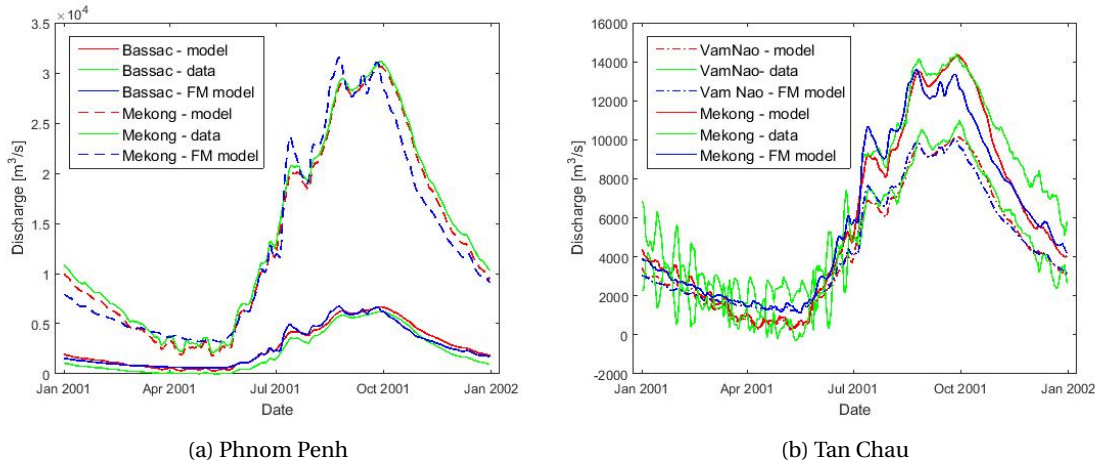 ×10⁴
3.5
3
2.5
2
1.5
1
0.5
0
Discharge [m³/s]
Bassac - model
Bassac - data
Bassac - FM model
Mekong - model
Mekong - data
Mekong - FM model
Jan 2001 Apr 2001 Jul 2001 Oct 2001 Jan 2002
Date
(a) Phnom Penh
16000
14000
12000
10000
8000
6000
4000
2000
0
-2000
Discharge [m³/s]
VamNao - model
VamNao- data
Vam Nao - FM model
Mekong - model
Mekong - data
Mekong - FM model
Jan 2001 Apr 2001 Jul 2001 Oct 2001 Jan 2002
Date
(b) Tan Chau